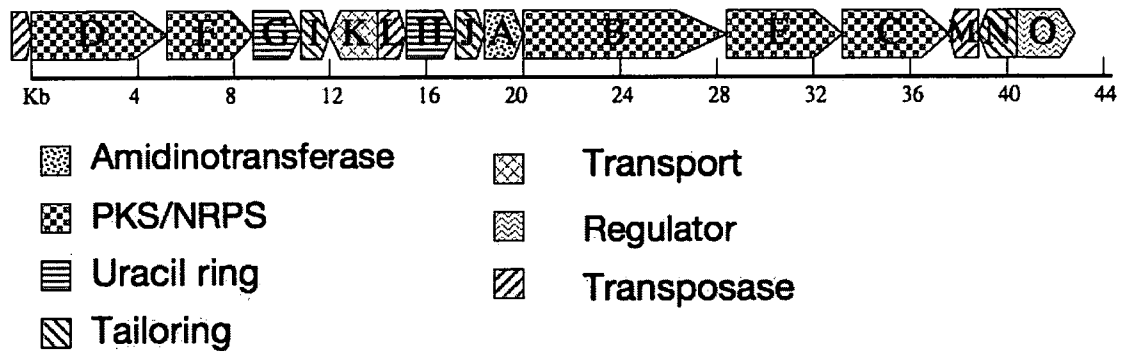 D F G I K L H J A B E C M N O
Kb 4 8 12 16 20 24 28 32 36 40 44
Amidinotransferase
PKS/NRPS
Uracil ring
Tailoring
Transport
Regulator
Transposase